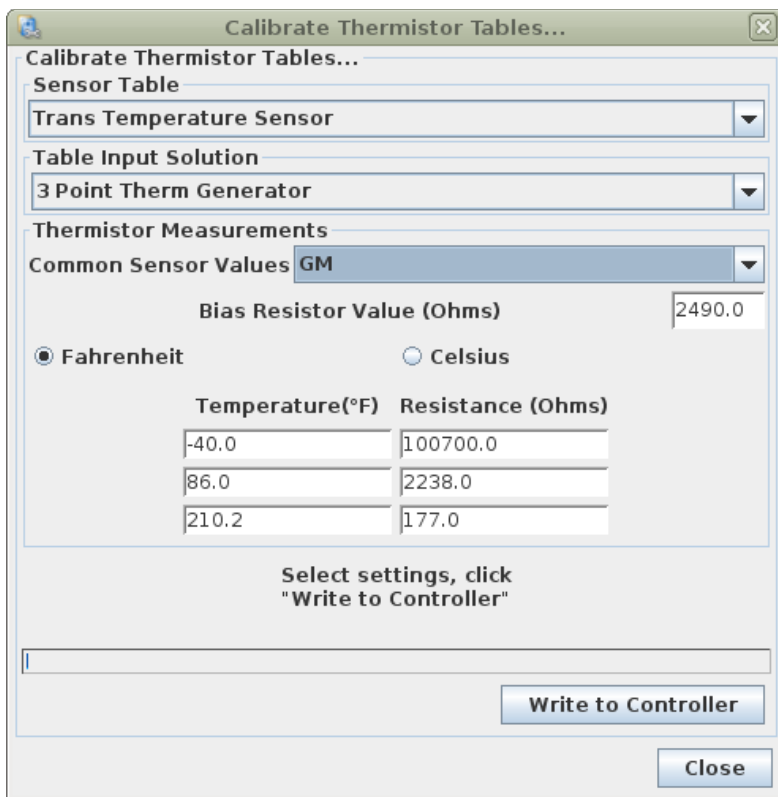 Calibrate Thermistor Tables...
Calibrate Thermistor Tables...
Sensor Table
Trans Temperature Sensor
Table Input Solution
3 Point Therm Generator
Thermistor Measurements
Common Sensor Values GM
Bias Resistor Value (Ohms) 2490.0
Fahrenheit Celsius
Temperature(°F) Resistance (Ohms)
-40.0 100700.0
86.0 2238.0
210.2 177.0
Select settings, click
"Write to Controller"
Write to Controller
Close